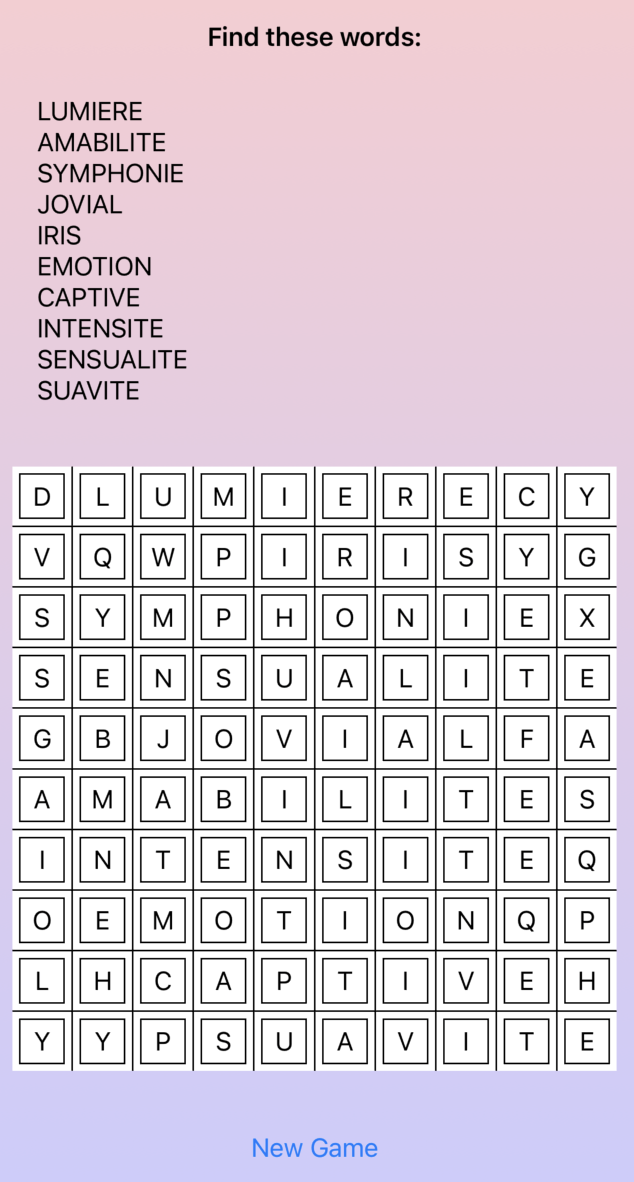 Find these words:
LUMIERE
AMABILITE
SYMPHONIE
JOVIAL
IRIS
EMOTION
CAPTIVE
INTENSITE
SENSUALITE
SUAVITE
D L U M I E R E C Y
V Q W P I R I S Y G
S Y M P H O N I E X
S E N S U A L I T E
G B J O V I A L F A
A M A B I L I T E S
I N T E N S I T E Q
O E M O T I O N Q P
L H C A P T I V E H
Y Y P S U A V I T E
New Game